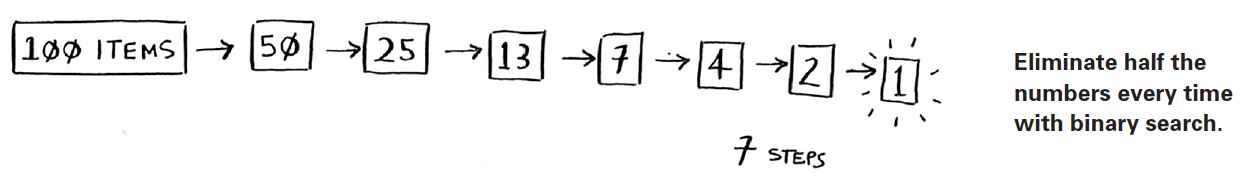 100 ITEMS → 50 → 25 → 13 → 7 → 4 → 2 → 1
7 STEPS
Eliminate half the
numbers every time
with binary search.